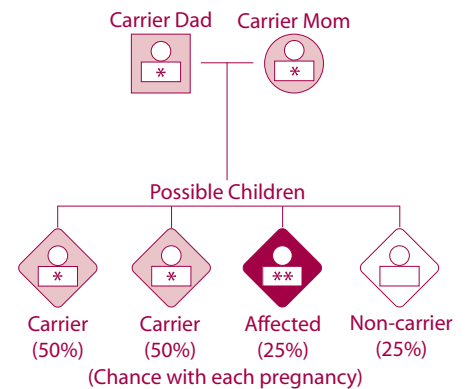 Carrier Dad
Carrier Mom
*
*
Possible Children
*
*
**
Carrier
(50%)
Carrier
(50%)
Affected
(25%)
Non-carrier
(25%)
(Chance with each pregnancy)